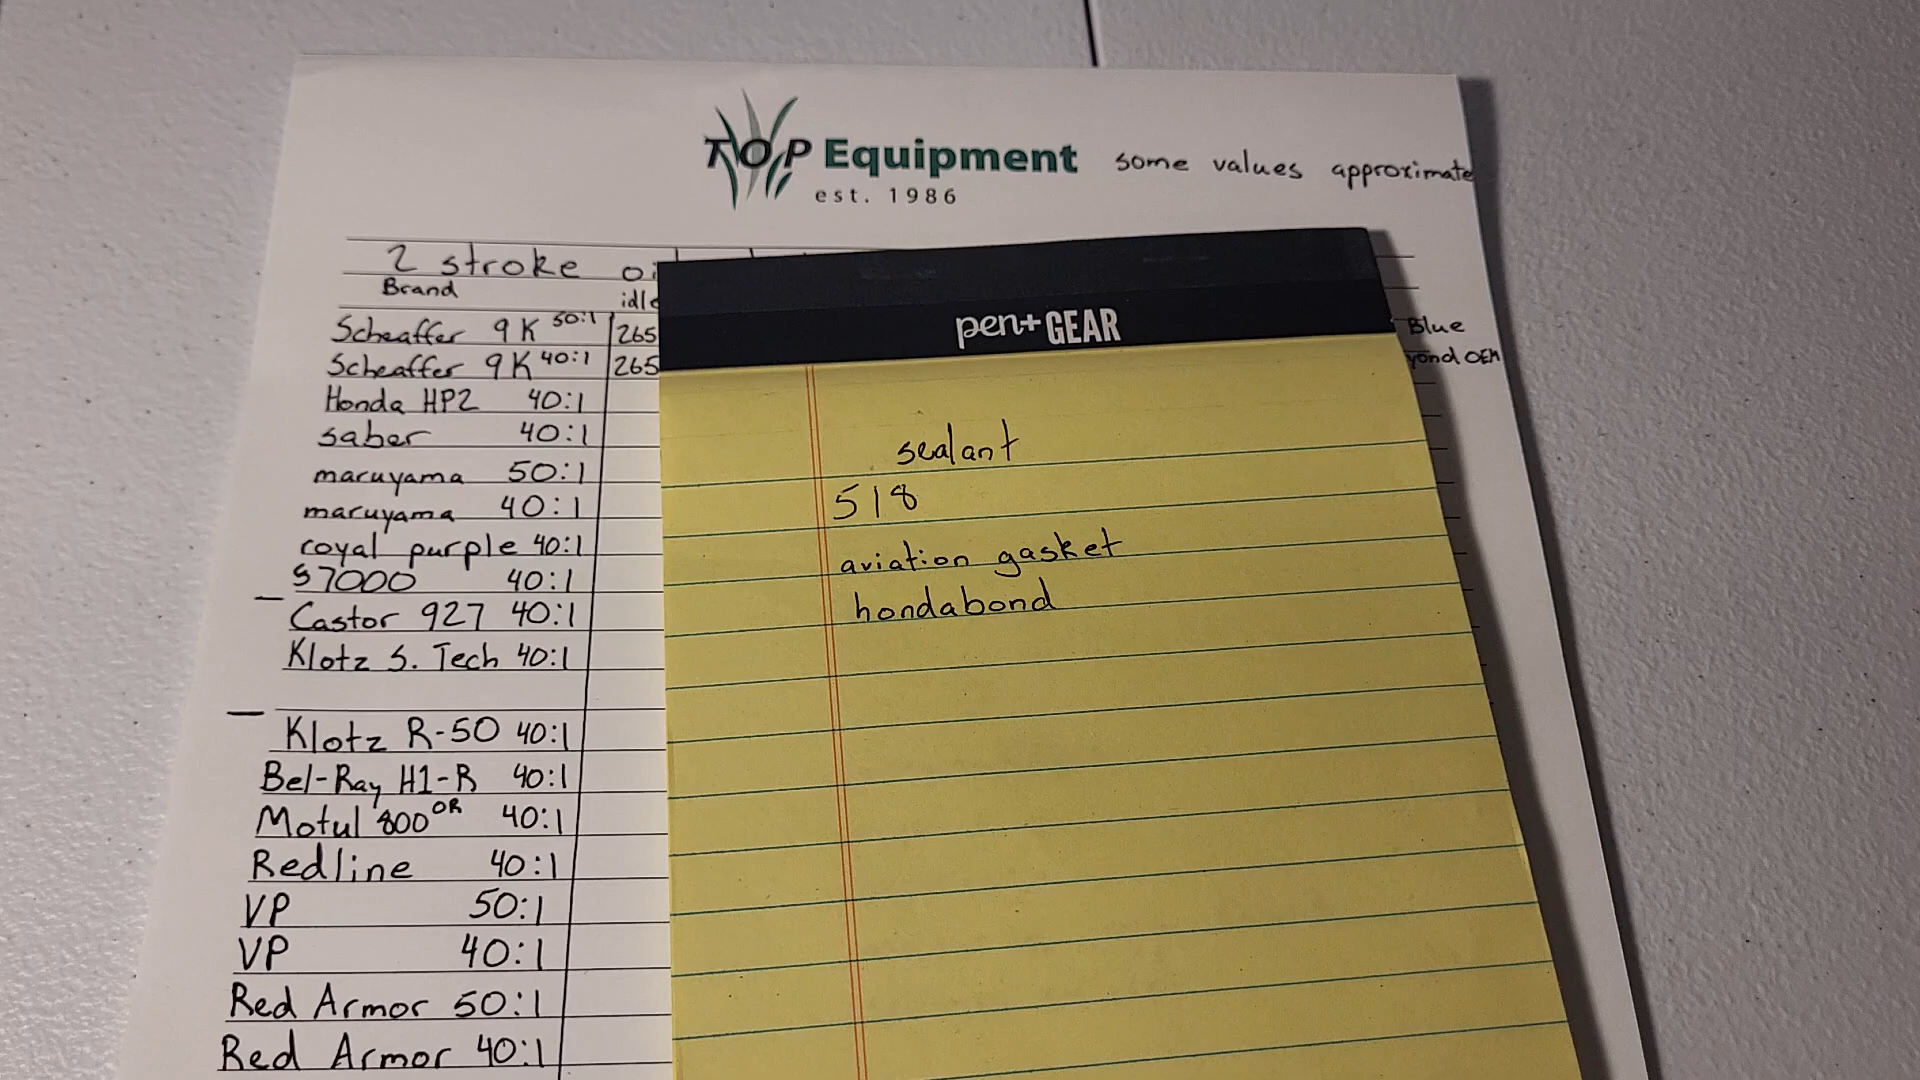 TOP Equipment some values approximate
est. 1986
2 stroke
Brand
Scheaffer 9K 50:1 265
Scheaffer 9K 40:1 265
Honda HP2 40:1
saber 40:1
maruyama 50:1
maruyama 40:1
royal purple 40:1
S7000 40:1
Castor 927 40:1
Klotz S. Tech 40:1
Klotz R-50 40:1
Bel-Ray H1-R 40:1
Motul 800 OR 40:1
Redline 40:1
VP 50:1
VP 40:1
Red Armor 50:1
Red Armor 40:1
pen+GEAR
sealant
518
aviation gasket
hondabond
Blue
yond OEM